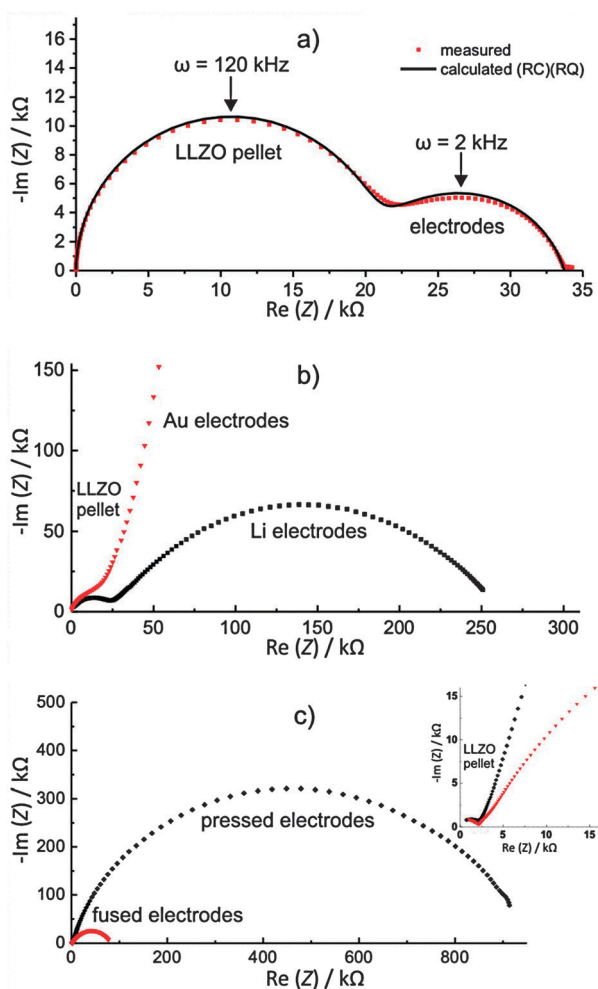 a)
measured
calculated (RC)(RQ)
ω = 120 kHz
LLZO pellet
ω = 2 kHz
electrodes
-Im (Z) / kΩ
16
14
12
10
8
6
4
2
0
0 5 10 15 20 25 30 35
Re (Z) / kΩ
b)
Au electrodes
LLZO
pellet
Li electrodes
-Im (Z) / kΩ
150
100
50
0
0 50 100 150 200 250 300
Re (Z) / kΩ
c)
pressed electrodes
fused electrodes
-Im (Z) / kΩ
500
400
300
200
100
0
0 200 400 600 800
Re (Z) / kΩ
LLZO
pellet
-Im (Z) / kΩ
15
10
5
0
0 5 10 15
Re (Z) / kΩ